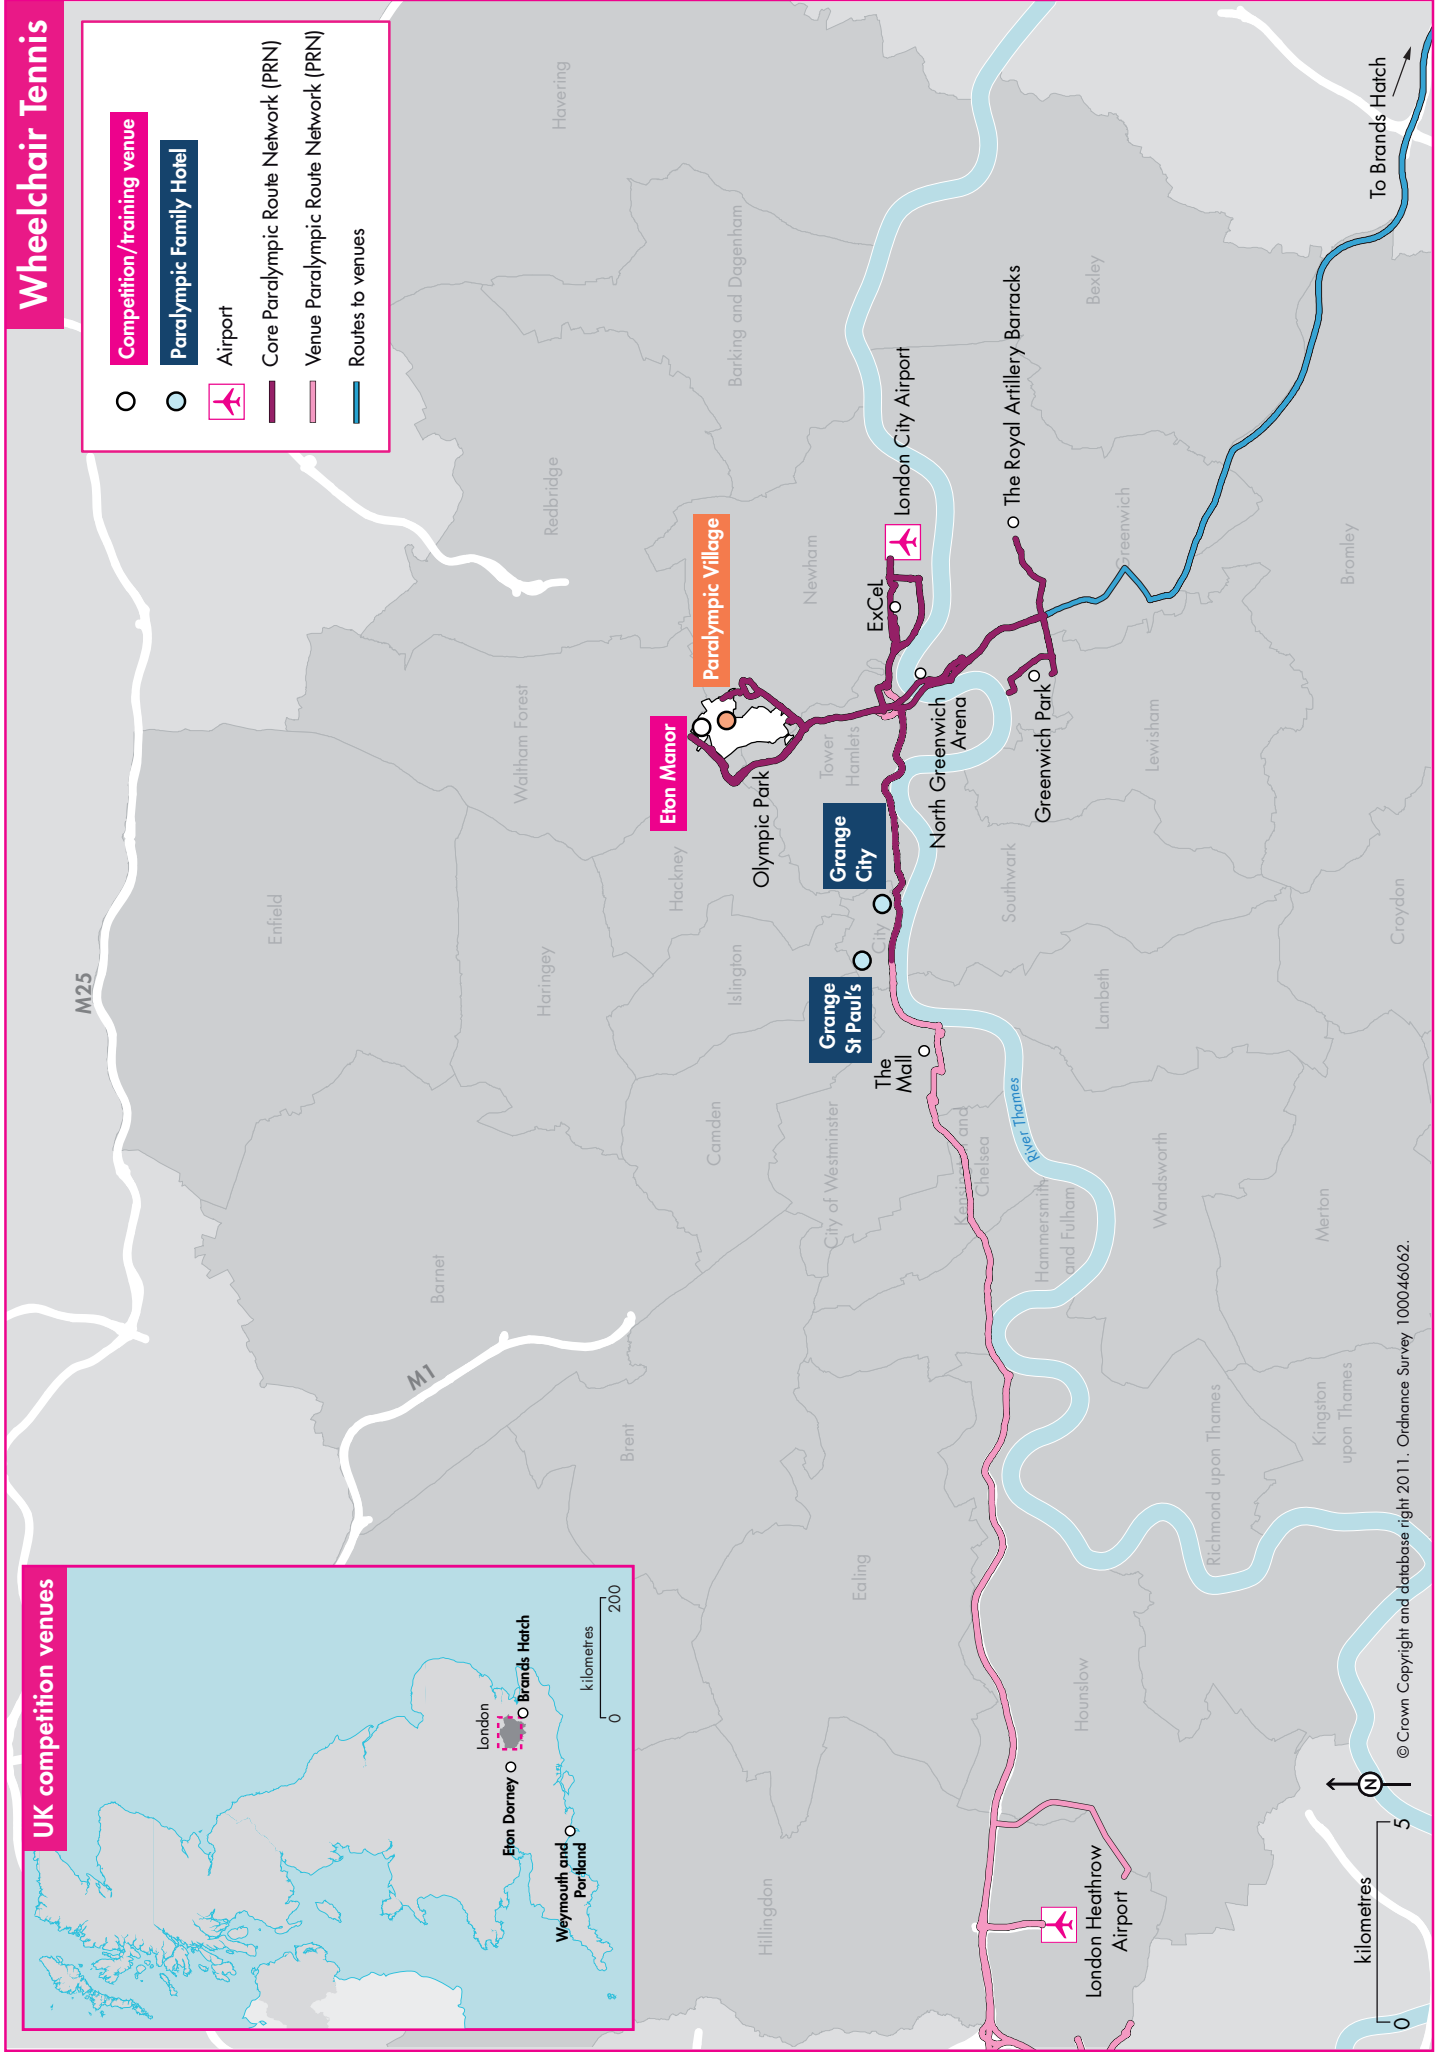 Wheelchair Tennis
Competition/training venue
Paralympic Family Hotel
Airport
Core Paralympic Route Network (PRN)
Venue Paralympic Route Network (PRN)
Routes to venues
UK competition venues
London
Eton Dorney
Brands Hatch
Weymouth and
Portland
kilometres
0
200
M25
M1
Enfield
Barnet
Haringey
Waltham Forest
Redbridge
Havering
Brent
Camden
Islington
Hackney
Barking and Dagenham
Newham
Tower
Hamlets
City of Westminster
City
Ealing
Hillingdon
Kensington and
Chelsea
Hammersmith
and Fulham
Hounslow
Wandsworth
Lambeth
Southwark
Lewisham
Greenwich
Bexley
Bromley
Croydon
Merton
Richmond upon Thames
Kingston
upon Thames
Eton Manor
Paralympic Village
Olympic Park
Grange
St Paul's
Grange
City
The
Mall
ExCeL
London City Airport
North Greenwich
Arena
Greenwich Park
The Royal Artillery Barracks
River Thames
London Heathrow
Airport
To Brands Hatch
kilometres
0
5
N
© Crown Copyright and database right 2011. Ordnance Survey 100046062.